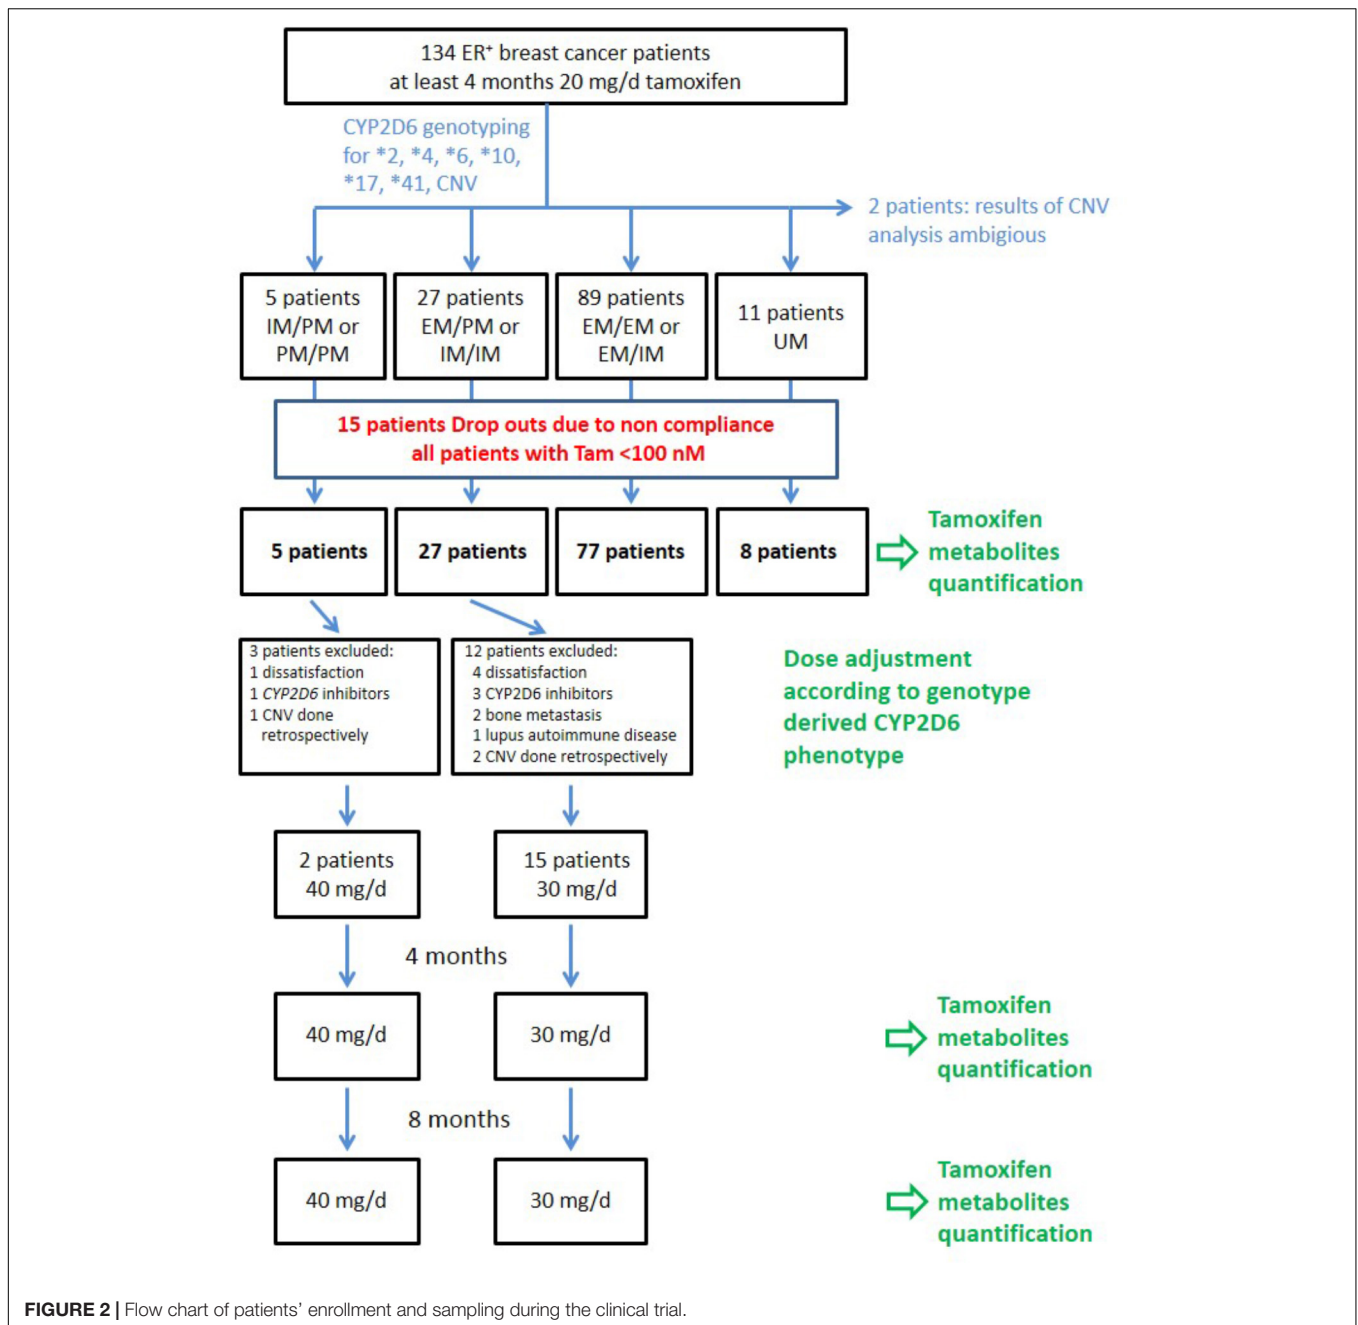 134 ER⁺ breast cancer patients
at least 4 months 20 mg/d tamoxifen
CYP2D6 genotyping
for *2, *4, *6, *10,
*17, *41, CNV
2 patients: results of CNV
analysis ambigious
5 patients
IM/PM or
PM/PM
27 patients
EM/PM or
IM/IM
89 patients
EM/EM or
EM/IM
11 patients
UM
15 patients Drop outs due to non compliance
all patients with Tam <100 nM
5 patients
27 patients
77 patients
8 patients
Tamoxifen
metabolites
quantification
3 patients excluded:
1 dissatisfaction
1 CYP2D6 inhibitors
1 CNV done
retrospectively
12 patients excluded:
4 dissatisfaction
3 CYP2D6 inhibitors
2 bone metastasis
1 lupus autoimmune disease
2 CNV done retrospectively
Dose adjustment
according to genotype
derived CYP2D6
phenotype
2 patients
40 mg/d
15 patients
30 mg/d
4 months
40 mg/d
30 mg/d
Tamoxifen
metabolites
quantification
8 months
40 mg/d
30 mg/d
Tamoxifen
metabolites
quantification
FIGURE 2 | Flow chart of patients’ enrollment and sampling during the clinical trial.